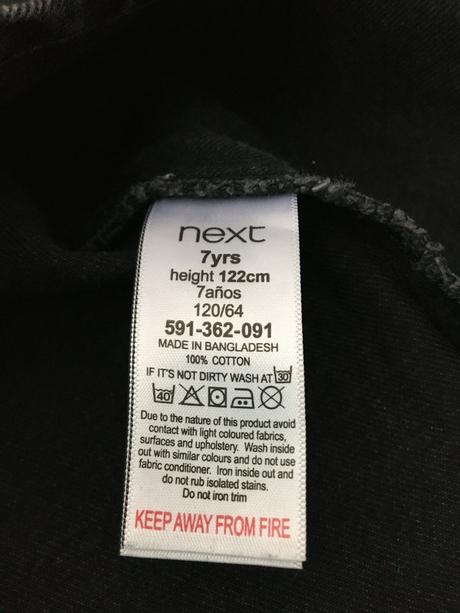 next
7yrs
height 122cm
7años
120/64
591-362-091
MADE IN BANGLADESH
100% COTTON
IF IT'S NOT DIRTY WASH AT 30
40
Due to the nature of this product avoid
contact with light coloured fabrics,
surfaces and upholstery. Wash inside
out with similar colours and do not use
fabric conditioner. Iron inside out and
do not rub isolated stains.
Do not iron trim
KEEP AWAY FROM FIRE